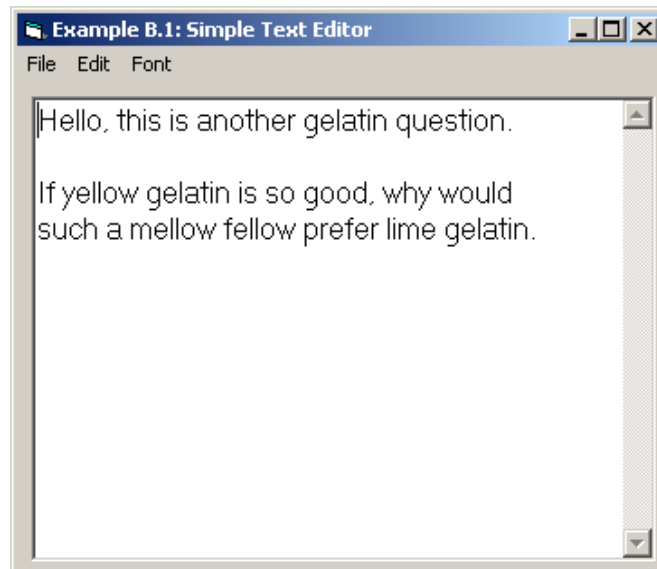 Example B.1: Simple Text Editor
File Edit Font
Hello, this is another gelatin question.
If yellow gelatin is so good, why would
such a mellow fellow prefer lime gelatin.